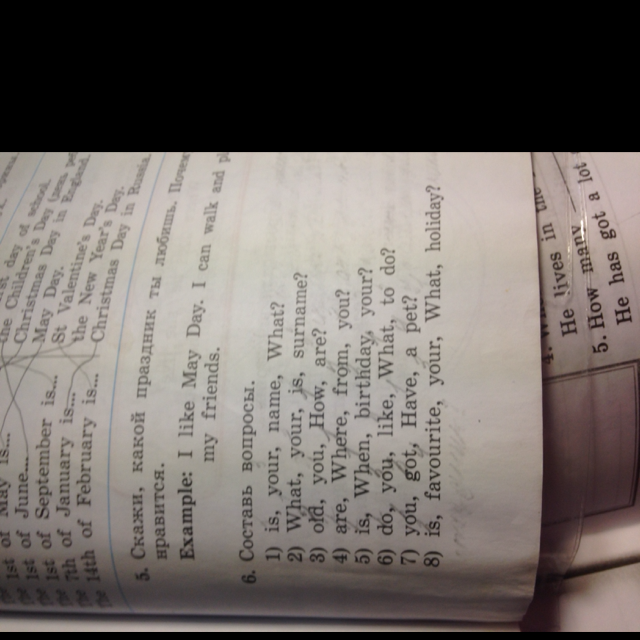 of May is...
1st of June...
1st of September is...
7th of January is...
14th of February is...
the Children's Day
Christmas Day in England.
May Day.
St Valentine's Day.
the New Year's Day.
Christmas Day in Russia.
5. Скажи, какой праздник ты любишь.
нравится.
Example: I like May Day. I can walk and
my friends.
6. Составь вопросы.
1) is, your, name, What?
2) What, your, is, surname?
3) old, you, How, are?
4) are, Where, from, you?
5) is, When, birthday, your?
6) do, you, like, What, to do?
7) you, got, Have, a pet?
8) is, favourite, your, What, holiday?
He lives in the
5. How many
He has got a lot